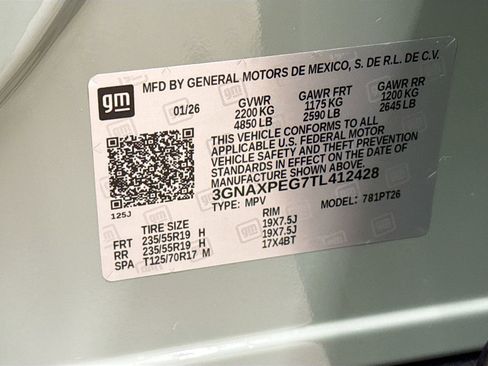 gm
MFD BY GENERAL MOTORS DE MEXICO, S. DE R.L. DE C.V.
01/26 GVWR GAWR FRT GAWR RR
2200 KG 1175 KG 1200 KG
4850 LB 2590 LB 2645 LB
THIS VEHICLE CONFORMS TO ALL
APPLICABLE U.S. FEDERAL MOTOR
VEHICLE SAFETY AND THEFT PREVENTION
STANDARDS IN EFFECT ON THE DATE OF
MANUFACTURE SHOWN ABOVE.
3GNAXPEG7TL412428
TYPE: MPV MODEL: 781PT26
125J
TIRE SIZE RIM
FRT 235/55R19 H 19X7.5J
RR 235/55R19 H 19X7.5J
SPA T125/70R17 M 17X4BT